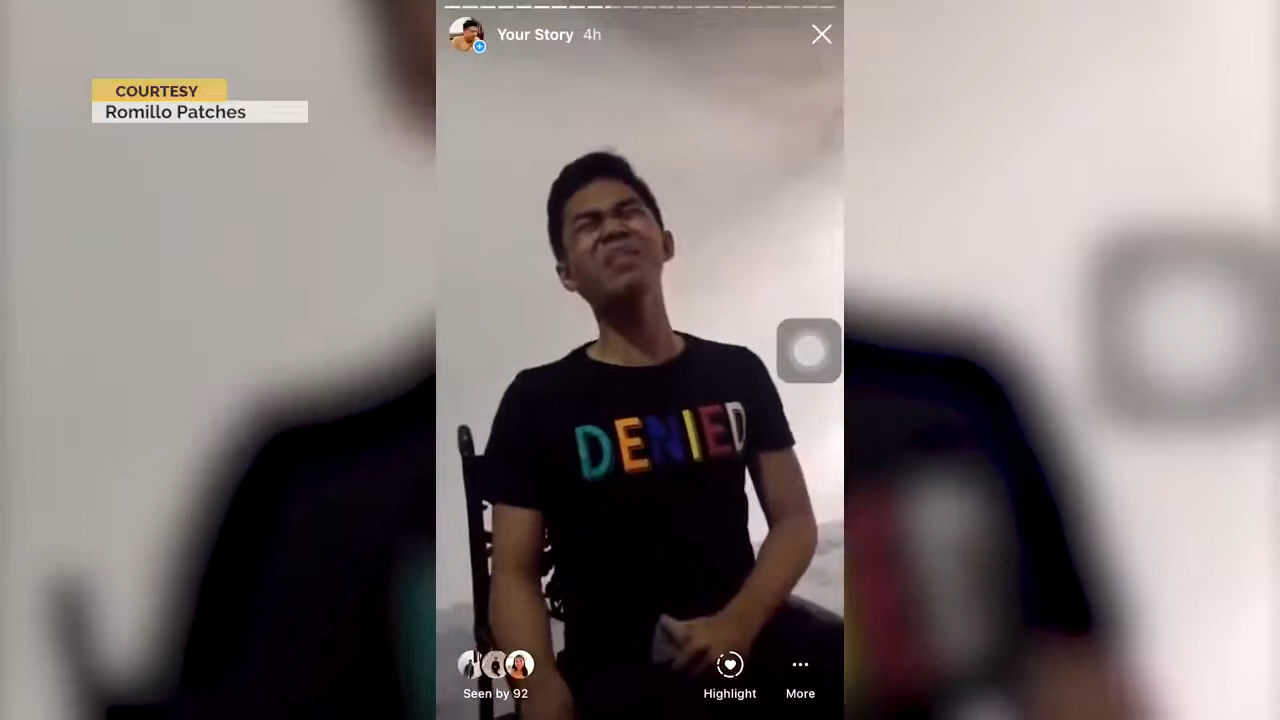 COURTESY
Romillo Patches
Your Story 4h
DENIED
Seen by 92
Highlight
More